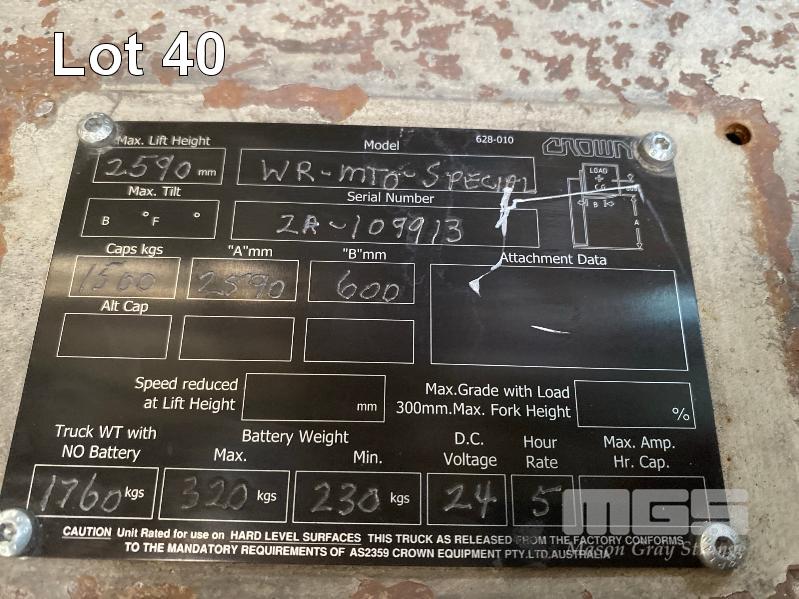 Lot 40
Max. Lift Height
2590 mm
Model
628-010
CROWN
WR-MTO-SPECIAL
LOAD
C G
B
A
Max. Tilt
B °F °
Serial Number
2A-109913
Caps kgs "A"mm "B"mm
Attachment Data
1500 2590 600
Alt Cap
Speed reduced
at Lift Height
mm
Max.Grade with Load
300mm.Max. Fork Height
%
Truck WT with
NO Battery
Battery Weight
Max. Min.
D.C.
Voltage
Hour
Rate
Max. Amp.
Hr. Cap.
1760 kgs 320 kgs 230 kgs 24 5
MGS
Mason Gray Strange
CAUTION Unit Rated for use on HARD LEVEL SURFACES THIS TRUCK AS RELEASED FROM THE FACTORY CONFORMS
TO THE MANDATORY REQUIREMENTS OF AS2359 CROWN EQUIPMENT PTY.LTD.AUSTRALIA